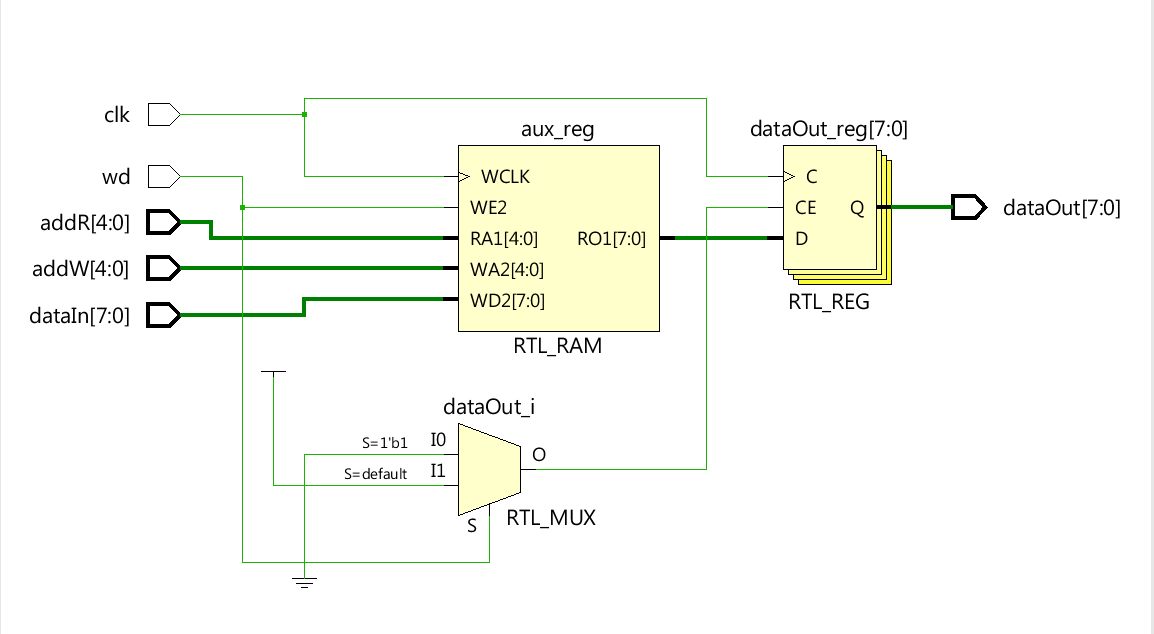 clk
wd
addR[4:0]
addW[4:0]
dataIn[7:0]
aux_reg
WCLK
WE2
RA1[4:0]
WA2[4:0]
WD2[7:0]
RO1[7:0]
RTL_RAM
dataOut_reg[7:0]
C
CE
D
Q
RTL_REG
dataOut[7:0]
dataOut_i
S=1'b1
I0
S=default
I1
O
S
RTL_MUX